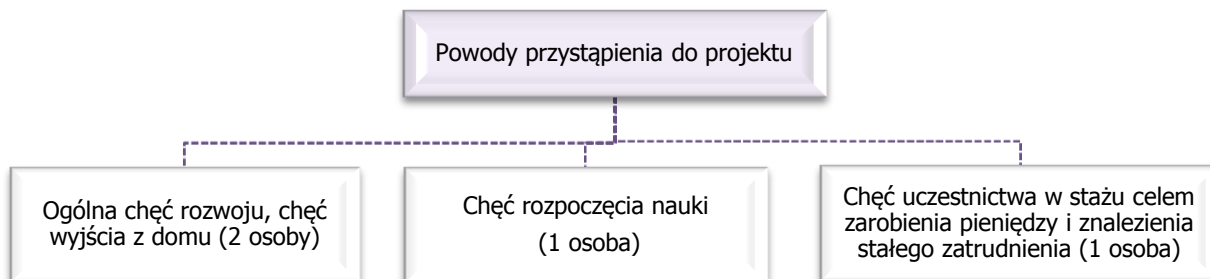 Powody przystąpienia do projektu
Ogólna chęć rozwoju, chęć
wyjścia z domu (2 osoby)
Chęć rozpoczęcia nauki
(1 osoba)
Chęć uczestnictwa w stażu celem
zarobienia pieniędzy i znalezienia
stałego zatrudnienia (1 osoba)